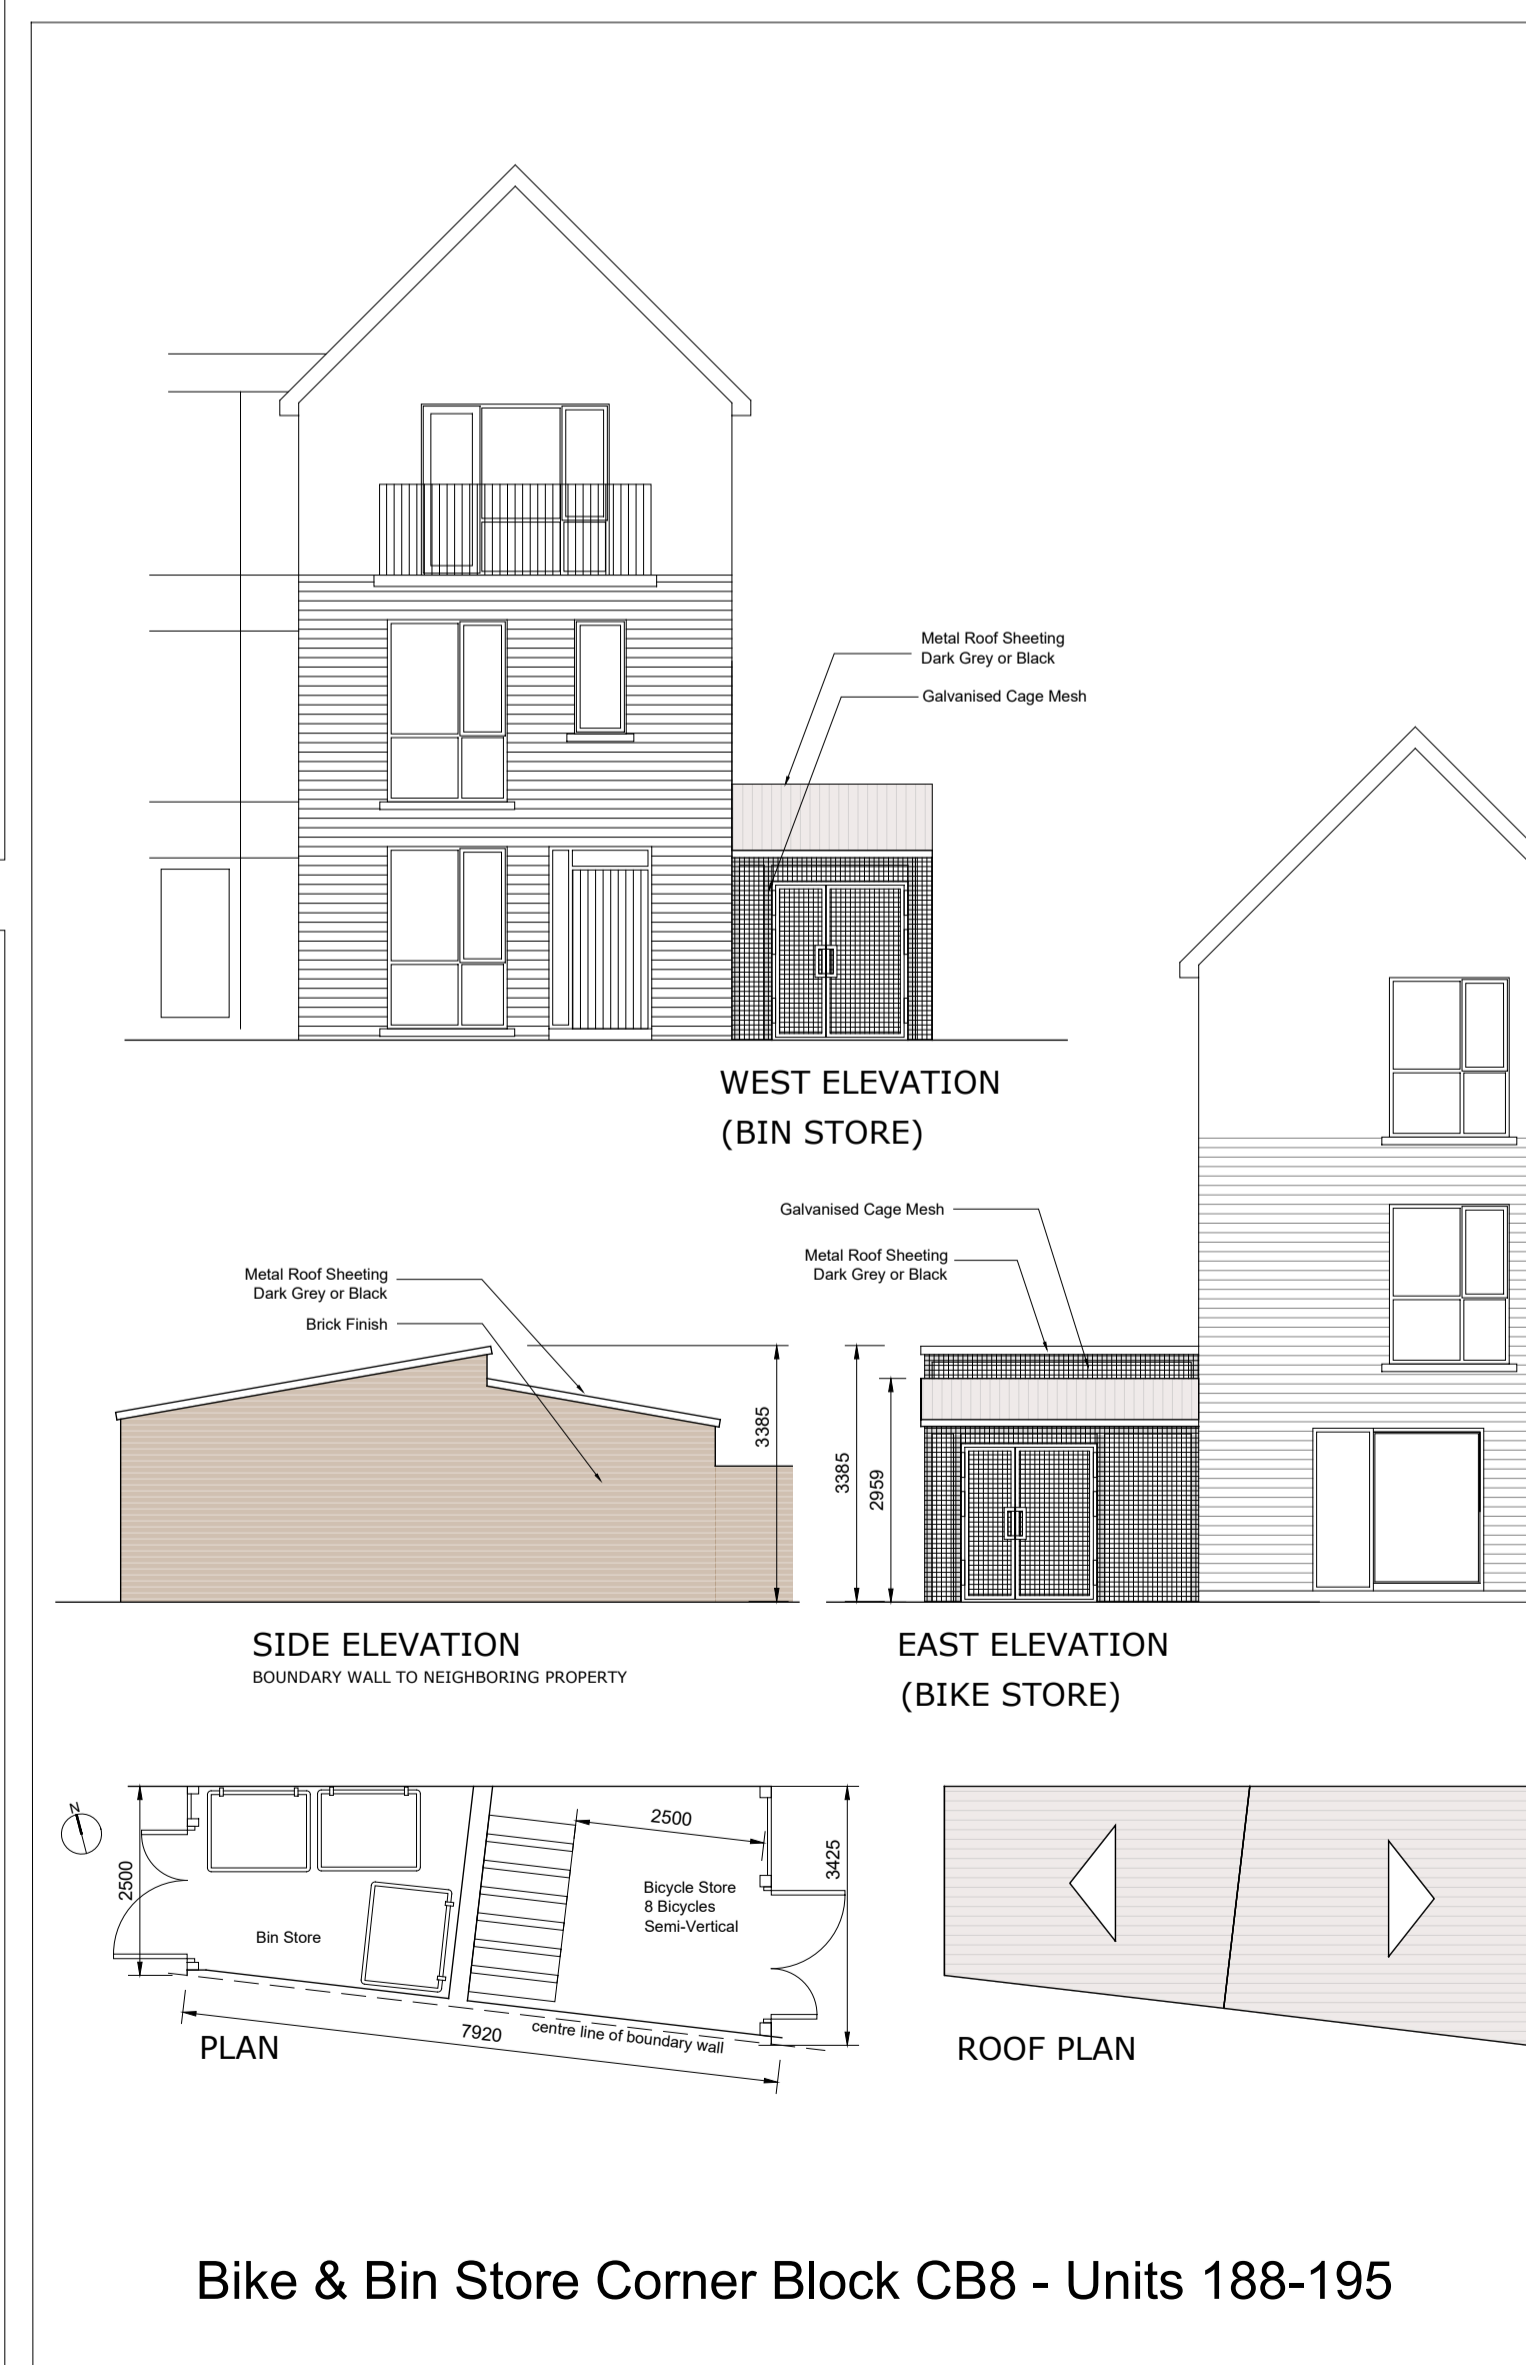 Metal Roof Sheeting
Dark Grey or Black
Galvanised Cage Mesh
WEST ELEVATION
(BIN STORE)
Galvanised Cage Mesh
Metal Roof Sheeting
Dark Grey or Black
Metal Roof Sheeting
Dark Grey or Black
Brick Finish
3385
3385
2959
SIDE ELEVATION
BOUNDARY WALL TO NEIGHBORING PROPERTY
EAST ELEVATION
(BIKE STORE)
N
2500
2500
3425
Bicycle Store
8 Bicycles
Semi-Vertical
Bin Store
7920
centre line of boundary wall
PLAN
ROOF PLAN
Bike & Bin Store Corner Block CB8 - Units 188-195